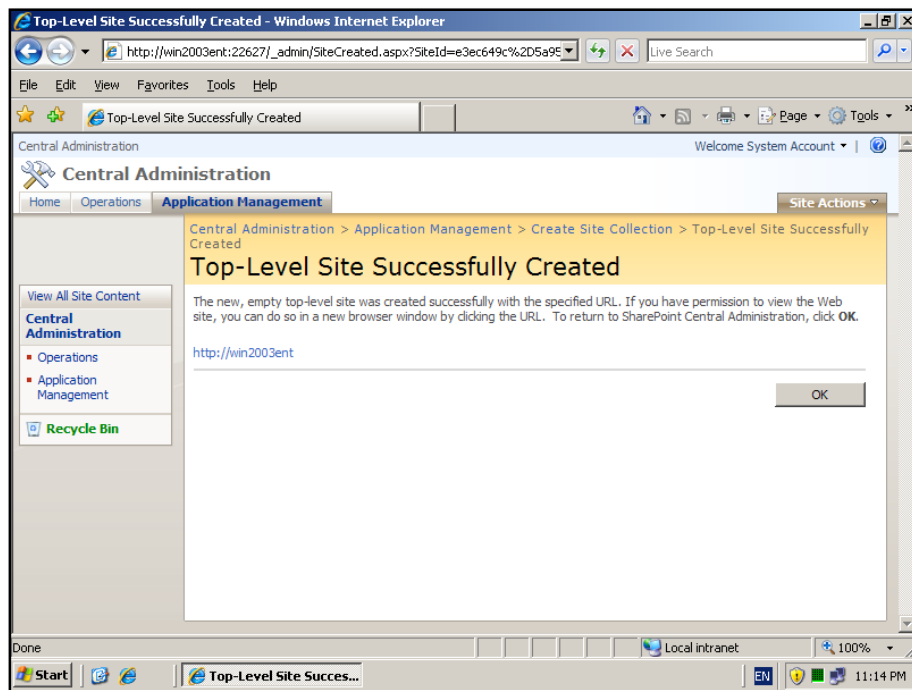 Top-Level Site Successfully Created - Windows Internet Explorer
http://win2003ent:22627/_admin/SiteCreated.aspx?SiteId=e3ec649c%2D5a95
Live Search
File Edit View Favorites Tools Help
Top-Level Site Successfully Created
Page Tools
Central Administration
Welcome System Account
Central Administration
Home Operations Application Management
Site Actions
Central Administration > Application Management > Create Site Collection > Top-Level Site Successfully
Created
Top-Level Site Successfully Created
View All Site Content
Central
Administration
Operations
Application
Management
Recycle Bin
The new, empty top-level site was created successfully with the specified URL. If you have permission to view the Web
site, you can do so in a new browser window by clicking the URL. To return to SharePoint Central Administration, click OK.
http://win2003ent
OK
Done
Local intranet
100%
Start
Top-Level Site Succes...
EN
11:14 PM